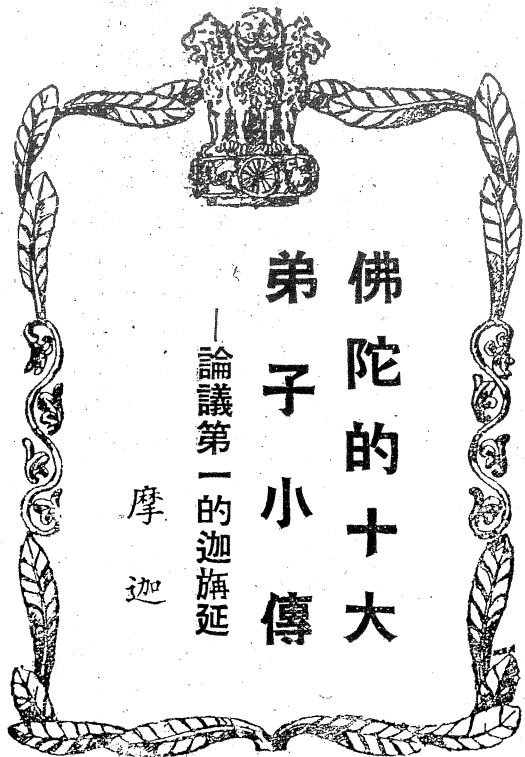 佛陀的十大
弟子小傳
—論議第一的迦旃延
摩迦